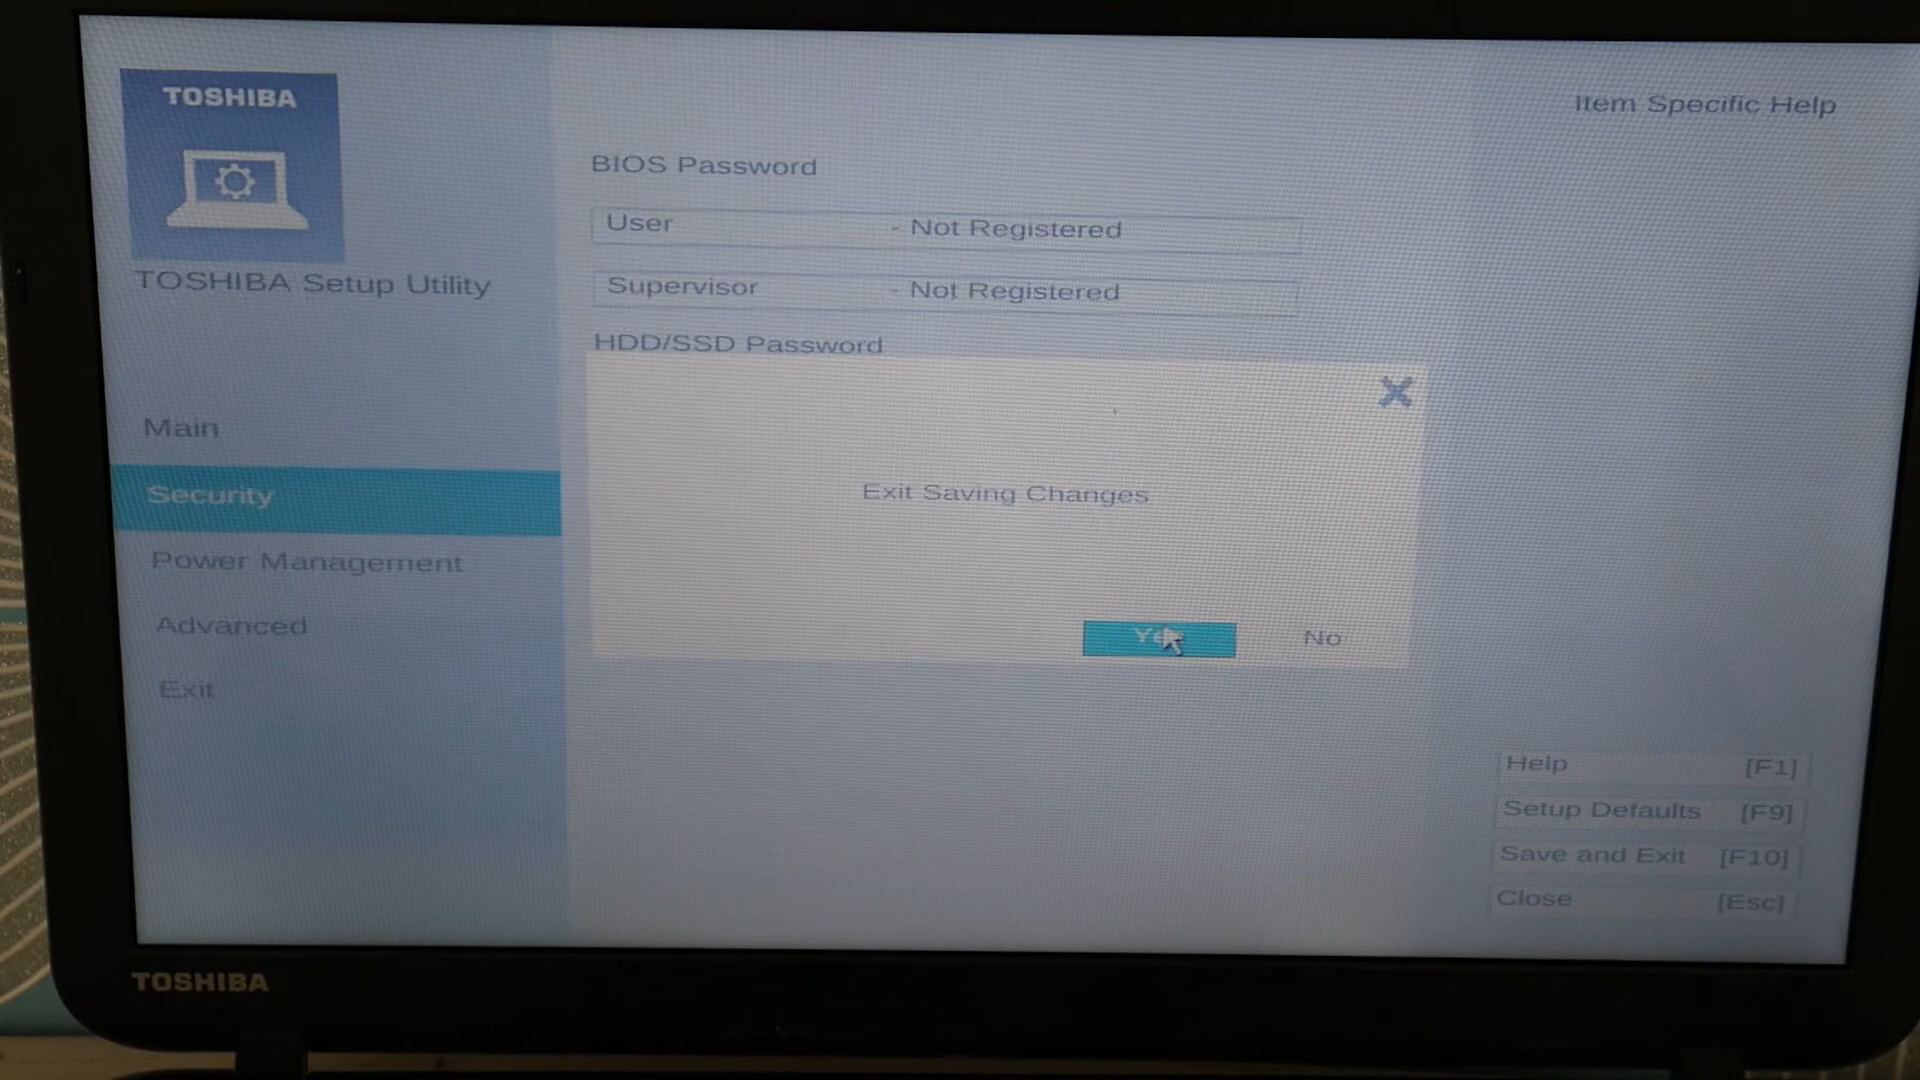 TOSHIBA
TOSHIBA Setup Utility
Main
Security
Power Management
Advanced
Exit
BIOS Password
User - Not Registered
Supervisor - Not Registered
HDD/SSD Password
Exit Saving Changes
Yes No
Item Specific Help
Help [F1]
Setup Defaults [F9]
Save and Exit [F10]
Close [Esc]
TOSHIBA